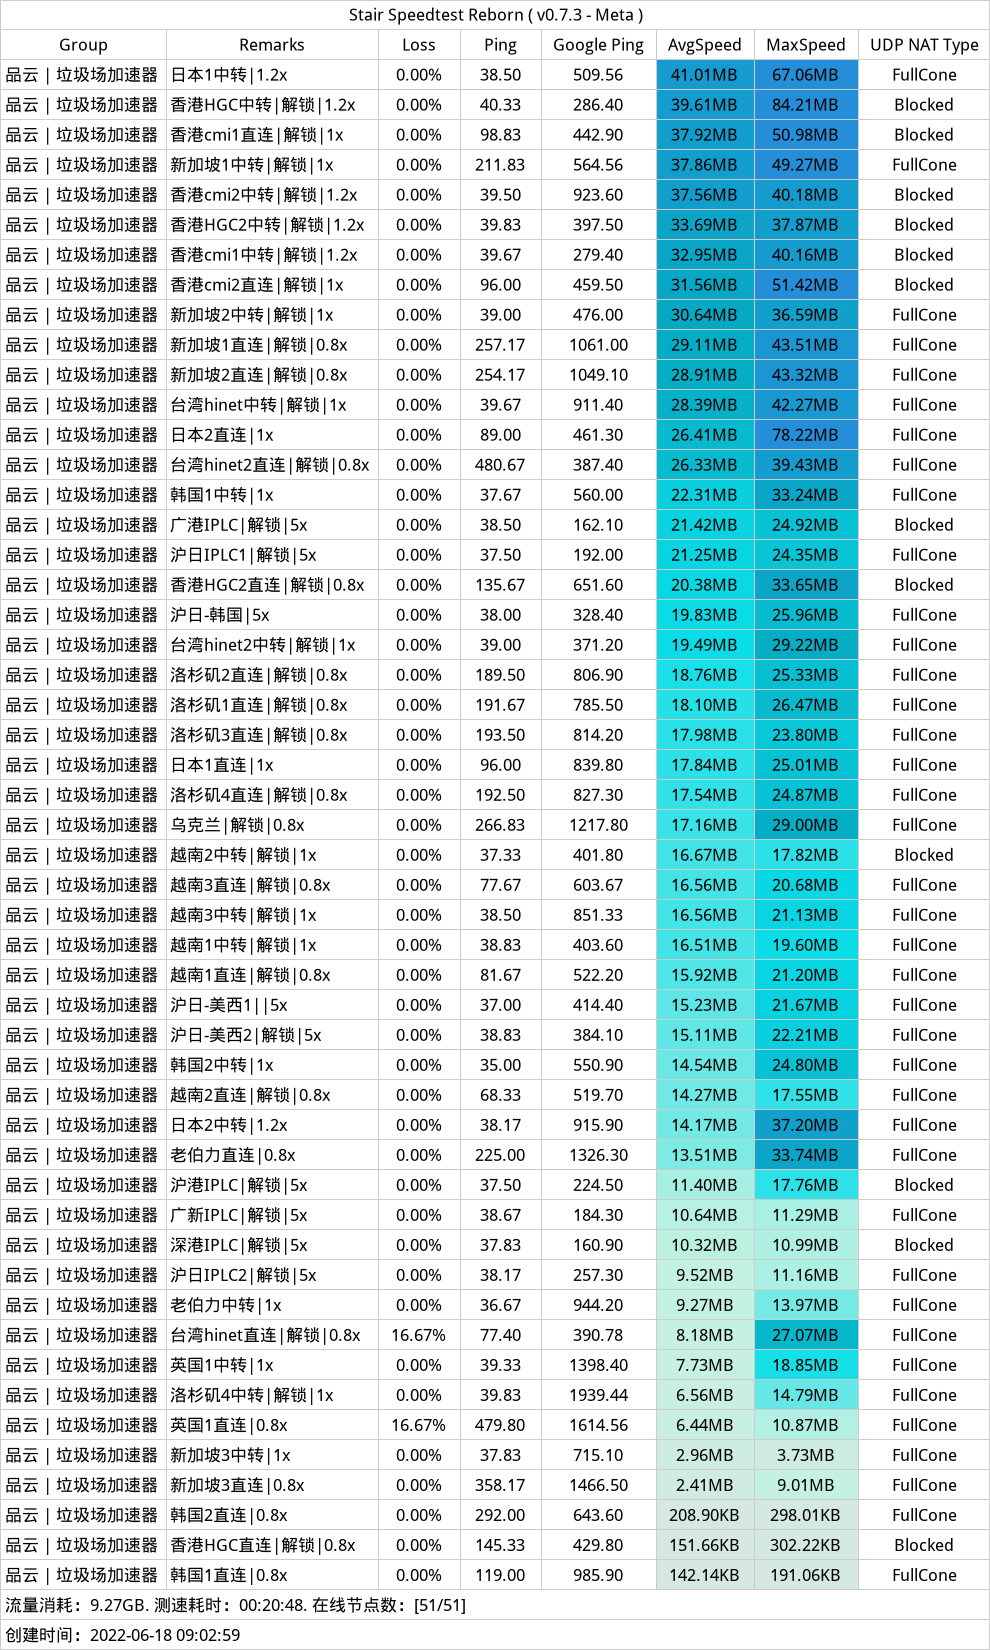 Stair Speedtest Reborn ( v0.7.3 - Meta )
Group Remarks Loss Ping Google Ping AvgSpeed MaxSpeed UDP NAT Type
品云 | 垃圾场加速器 日本1中转|1.2x 0.00% 38.50 509.56 41.01MB 67.06MB FullCone
品云 | 垃圾场加速器 香港HGC中转|解锁|1.2x 0.00% 40.33 286.40 39.61MB 84.21MB Blocked
品云 | 垃圾场加速器 香港cmi1直连|解锁|1x 0.00% 98.83 442.90 37.92MB 50.98MB Blocked
品云 | 垃圾场加速器 新加坡1中转|解锁|1x 0.00% 211.83 564.56 37.86MB 49.27MB FullCone
品云 | 垃圾场加速器 香港cmi2中转|解锁|1.2x 0.00% 39.50 923.60 37.56MB 40.18MB Blocked
品云 | 垃圾场加速器 香港HGC2中转|解锁|1.2x 0.00% 39.83 397.50 33.69MB 37.87MB Blocked
品云 | 垃圾场加速器 香港cmi1中转|解锁|1.2x 0.00% 39.67 279.40 32.95MB 40.16MB Blocked
品云 | 垃圾场加速器 香港cmi2直连|解锁|1x 0.00% 96.00 459.50 31.56MB 51.42MB Blocked
品云 | 垃圾场加速器 新加坡2中转|解锁|1x 0.00% 39.00 476.00 30.64MB 36.59MB FullCone
品云 | 垃圾场加速器 新加坡1直连|解锁|0.8x 0.00% 257.17 1061.00 29.11MB 43.51MB FullCone
品云 | 垃圾场加速器 新加坡2直连|解锁|0.8x 0.00% 254.17 1049.10 28.91MB 43.32MB FullCone
品云 | 垃圾场加速器 台湾hinet中转|解锁|1x 0.00% 39.67 911.40 28.39MB 42.27MB FullCone
品云 | 垃圾场加速器 日本2直连|1x 0.00% 89.00 461.30 26.41MB 78.22MB FullCone
品云 | 垃圾场加速器 台湾hinet2直连|解锁|0.8x 0.00% 480.67 387.40 26.33MB 39.43MB FullCone
品云 | 垃圾场加速器 韩国1中转|1x 0.00% 37.67 560.00 22.31MB 33.24MB FullCone
品云 | 垃圾场加速器 广港IPLC|解锁|5x 0.00% 38.50 162.10 21.42MB 24.92MB Blocked
品云 | 垃圾场加速器 沪日IPLC1|解锁|5x 0.00% 37.50 192.00 21.25MB 24.35MB FullCone
品云 | 垃圾场加速器 香港HGC2直连|解锁|0.8x 0.00% 135.67 651.60 20.38MB 33.65MB Blocked
品云 | 垃圾场加速器 沪日-韩国|5x 0.00% 38.00 328.40 19.83MB 25.96MB FullCone
品云 | 垃圾场加速器 台湾hinet2中转|解锁|1x 0.00% 39.00 371.20 19.49MB 29.22MB FullCone
品云 | 垃圾场加速器 洛杉矶2直连|解锁|0.8x 0.00% 189.50 806.90 18.76MB 25.33MB FullCone
品云 | 垃圾场加速器 洛杉矶1直连|解锁|0.8x 0.00% 191.67 785.50 18.10MB 26.47MB FullCone
品云 | 垃圾场加速器 洛杉矶3直连|解锁|0.8x 0.00% 193.50 814.20 17.98MB 23.80MB FullCone
品云 | 垃圾场加速器 日本1直连|1x 0.00% 96.00 839.80 17.84MB 25.01MB FullCone
品云 | 垃圾场加速器 洛杉矶4直连|解锁|0.8x 0.00% 192.50 827.30 17.54MB 24.87MB FullCone
品云 | 垃圾场加速器 乌克兰|解锁|0.8x 0.00% 266.83 1217.80 17.16MB 29.00MB FullCone
品云 | 垃圾场加速器 越南2中转|解锁|1x 0.00% 37.33 401.80 16.67MB 17.82MB Blocked
品云 | 垃圾场加速器 越南3直连|解锁|0.8x 0.00% 77.67 603.67 16.56MB 20.68MB FullCone
品云 | 垃圾场加速器 越南3中转|解锁|1x 0.00% 38.50 851.33 16.56MB 21.13MB FullCone
品云 | 垃圾场加速器 越南1中转|解锁|1x 0.00% 38.83 403.60 16.51MB 19.60MB FullCone
品云 | 垃圾场加速器 越南1直连|解锁|0.8x 0.00% 81.67 522.20 15.92MB 21.20MB FullCone
品云 | 垃圾场加速器 沪日-美西1||5x 0.00% 37.00 414.40 15.23MB 21.67MB FullCone
品云 | 垃圾场加速器 沪日-美西2|解锁|5x 0.00% 38.83 384.10 15.11MB 22.21MB FullCone
品云 | 垃圾场加速器 韩国2中转|1x 0.00% 35.00 550.90 14.54MB 24.80MB FullCone
品云 | 垃圾场加速器 越南2直连|解锁|0.8x 0.00% 68.33 519.70 14.27MB 17.55MB FullCone
品云 | 垃圾场加速器 日本2中转|1.2x 0.00% 38.17 915.90 14.17MB 37.20MB FullCone
品云 | 垃圾场加速器 老伯力直连|0.8x 0.00% 225.00 1326.30 13.51MB 33.74MB FullCone
品云 | 垃圾场加速器 沪港IPLC|解锁|5x 0.00% 37.50 224.50 11.40MB 17.76MB Blocked
品云 | 垃圾场加速器 广新IPLC|解锁|5x 0.00% 38.67 184.30 10.64MB 11.29MB FullCone
品云 | 垃圾场加速器 深港IPLC|解锁|5x 0.00% 37.83 160.90 10.32MB 10.99MB Blocked
品云 | 垃圾场加速器 沪日IPLC2|解锁|5x 0.00% 38.17 257.30 9.52MB 11.16MB FullCone
品云 | 垃圾场加速器 老伯力中转|1x 0.00% 36.67 944.20 9.27MB 13.97MB FullCone
品云 | 垃圾场加速器 台湾hinet直连|解锁|0.8x 16.67% 77.40 390.78 8.18MB 27.07MB FullCone
品云 | 垃圾场加速器 英国1中转|1x 0.00% 39.33 1398.40 7.73MB 18.85MB FullCone
品云 | 垃圾场加速器 洛杉矶4中转|解锁|1x 0.00% 39.83 1939.44 6.56MB 14.79MB FullCone
品云 | 垃圾场加速器 英国1直连|0.8x 16.67% 479.80 1614.56 6.44MB 10.87MB FullCone
品云 | 垃圾场加速器 新加坡3中转|1x 0.00% 37.83 715.10 2.96MB 3.73MB FullCone
品云 | 垃圾场加速器 新加坡3直连|0.8x 0.00% 358.17 1466.50 2.41MB 9.01MB FullCone
品云 | 垃圾场加速器 韩国2直连|0.8x 0.00% 292.00 643.60 208.90KB 298.01KB FullCone
品云 | 垃圾场加速器 香港HGC直连|解锁|0.8x 0.00% 145.33 429.80 151.66KB 302.22KB Blocked
品云 | 垃圾场加速器 韩国1直连|0.8x 0.00% 119.00 985.90 142.14KB 191.06KB FullCone
流量消耗：9.27GB. 测速耗时：00:20:48. 在线节点数：[51/51]
创建时间：2022-06-18 09:02:59